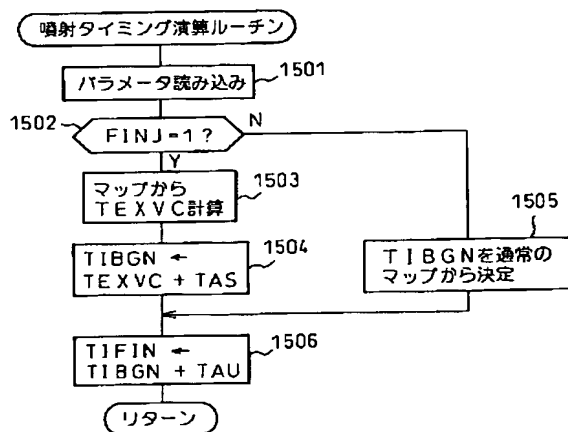 噴射タイミング演算ルーチン
パラメータ読み込み
1501
1502
FINJ=1?
N
Y
マップから
TEXVC計算
1503
1505
TIBGN ←
TEXVC + TAS
1504
TIBGNを通常の
マップから決定
TIFIN ←
TIBGN + TAU
1506
リターン